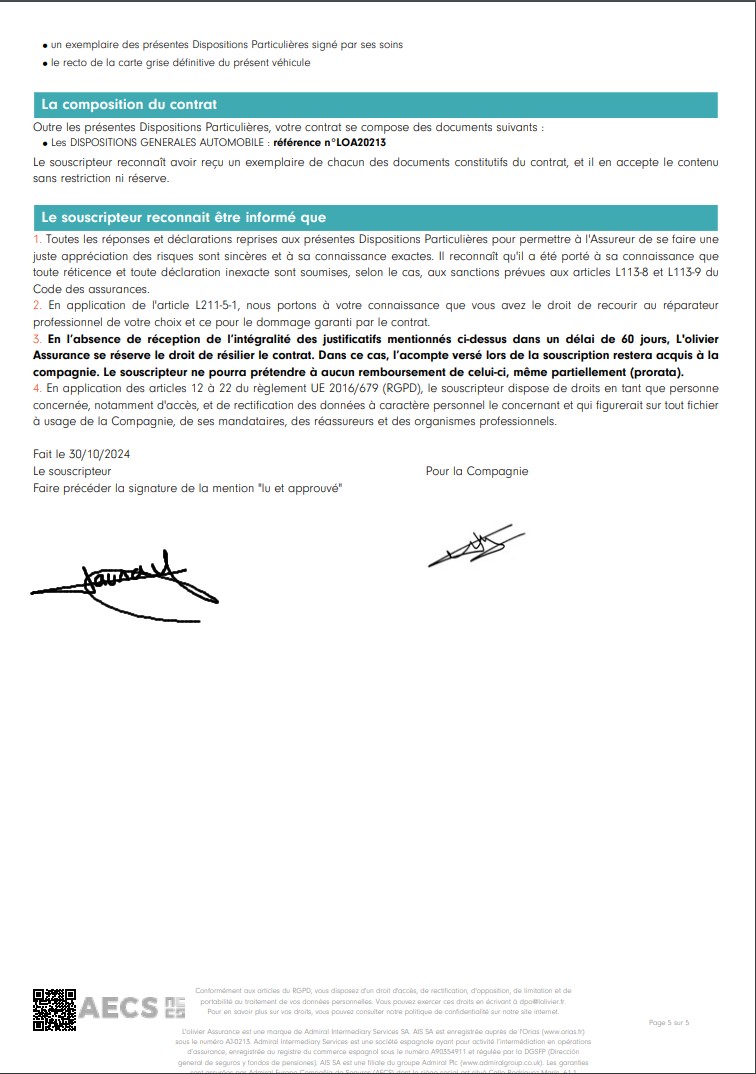 • un exemplaire des présentes Dispositions Particulières signé par ses soins
• le recto de la carte grise définitive du présent véhicule
La composition du contrat
Outre les présentes Dispositions Particulières, votre contrat se compose des documents suivants :
• Les DISPOSITIONS GENERALES AUTOMOBILE : référence n°LOA20213
Le souscripteur reconnaît avoir reçu un exemplaire de chacun des documents constitutifs du contrat, et il en accepte le contenu
sans restriction ni réserve.
Le souscripteur reconnait être informé que
1. Toutes les réponses et déclarations reprises aux présentes Dispositions Particulières pour permettre à l'Assureur de se faire une
juste appréciation des risques sont sincères et à sa connaissance exactes. Il reconnaît qu'il a été porté à sa connaissance que
toute réticence et toute déclaration inexacte sont soumises, selon le cas, aux sanctions prévues aux articles L113-8 et L113-9 du
Code des assurances.
2. En application de l'article L211-5-1, nous portons à votre connaissance que vous avez le droit de recourir au réparateur
professionnel de votre choix et ce pour le dommage garanti par le contrat.
3. En l’absence de réception de l’intégralité des justificatifs mentionnés ci-dessus dans un délai de 60 jours, L'olivier
Assurance se réserve le droit de résilier le contrat. Dans ce cas, l’acompte versé lors de la souscription restera acquis à la
compagnie. Le souscripteur ne pourra prétendre à aucun remboursement de celui-ci, même partiellement (prorata).
4. En application des articles 12 à 22 du règlement UE 2016/679 (RGPD), le souscripteur dispose de droits en tant que personne
concernée, notamment d'accès, et de rectification des données à caractère personnel le concernant et qui figurerait sur tout fichier
à usage de la Compagnie, de ses mandataires, des réassureurs et des organismes professionnels.
Fait le 30/10/2024
Le souscripteur
Pour la Compagnie
Faire précéder la signature de la mention "lu et approuvé"
AECS
Conformément aux articles du RGPD, vous disposez d'un droit d'accès, de rectification, d'opposition, de limitation et de
portabilité au traitement de vos données personnelles. Vous pouvez exercer ces droits en écrivant à dpo@lolivier.fr
Pour en savoir plus sur vos droits, vous pouvez consulter notre politique de confidentialité sur notre site internet.
Page 5 sur 5
L'olivier Assurance est une marque de Admiral Intermediary Services SA. AIS SA est enregistrée auprès de l'Orias (www.orias.fr)
sous le numéro AJ-0213. Admiral Intermediary Services est une société espagnole ayant pour activité l'intermédiation en opérations
d'assurance, enregistrée au registre du commerce espagnol sous le numéro A90354911 et régulée par la DGSFP (Dirección
general de seguros y fondos de pensiones). AIS SA est une filiale du groupe Admiral Plc (www.admiralgroup.co.uk). Les garanties